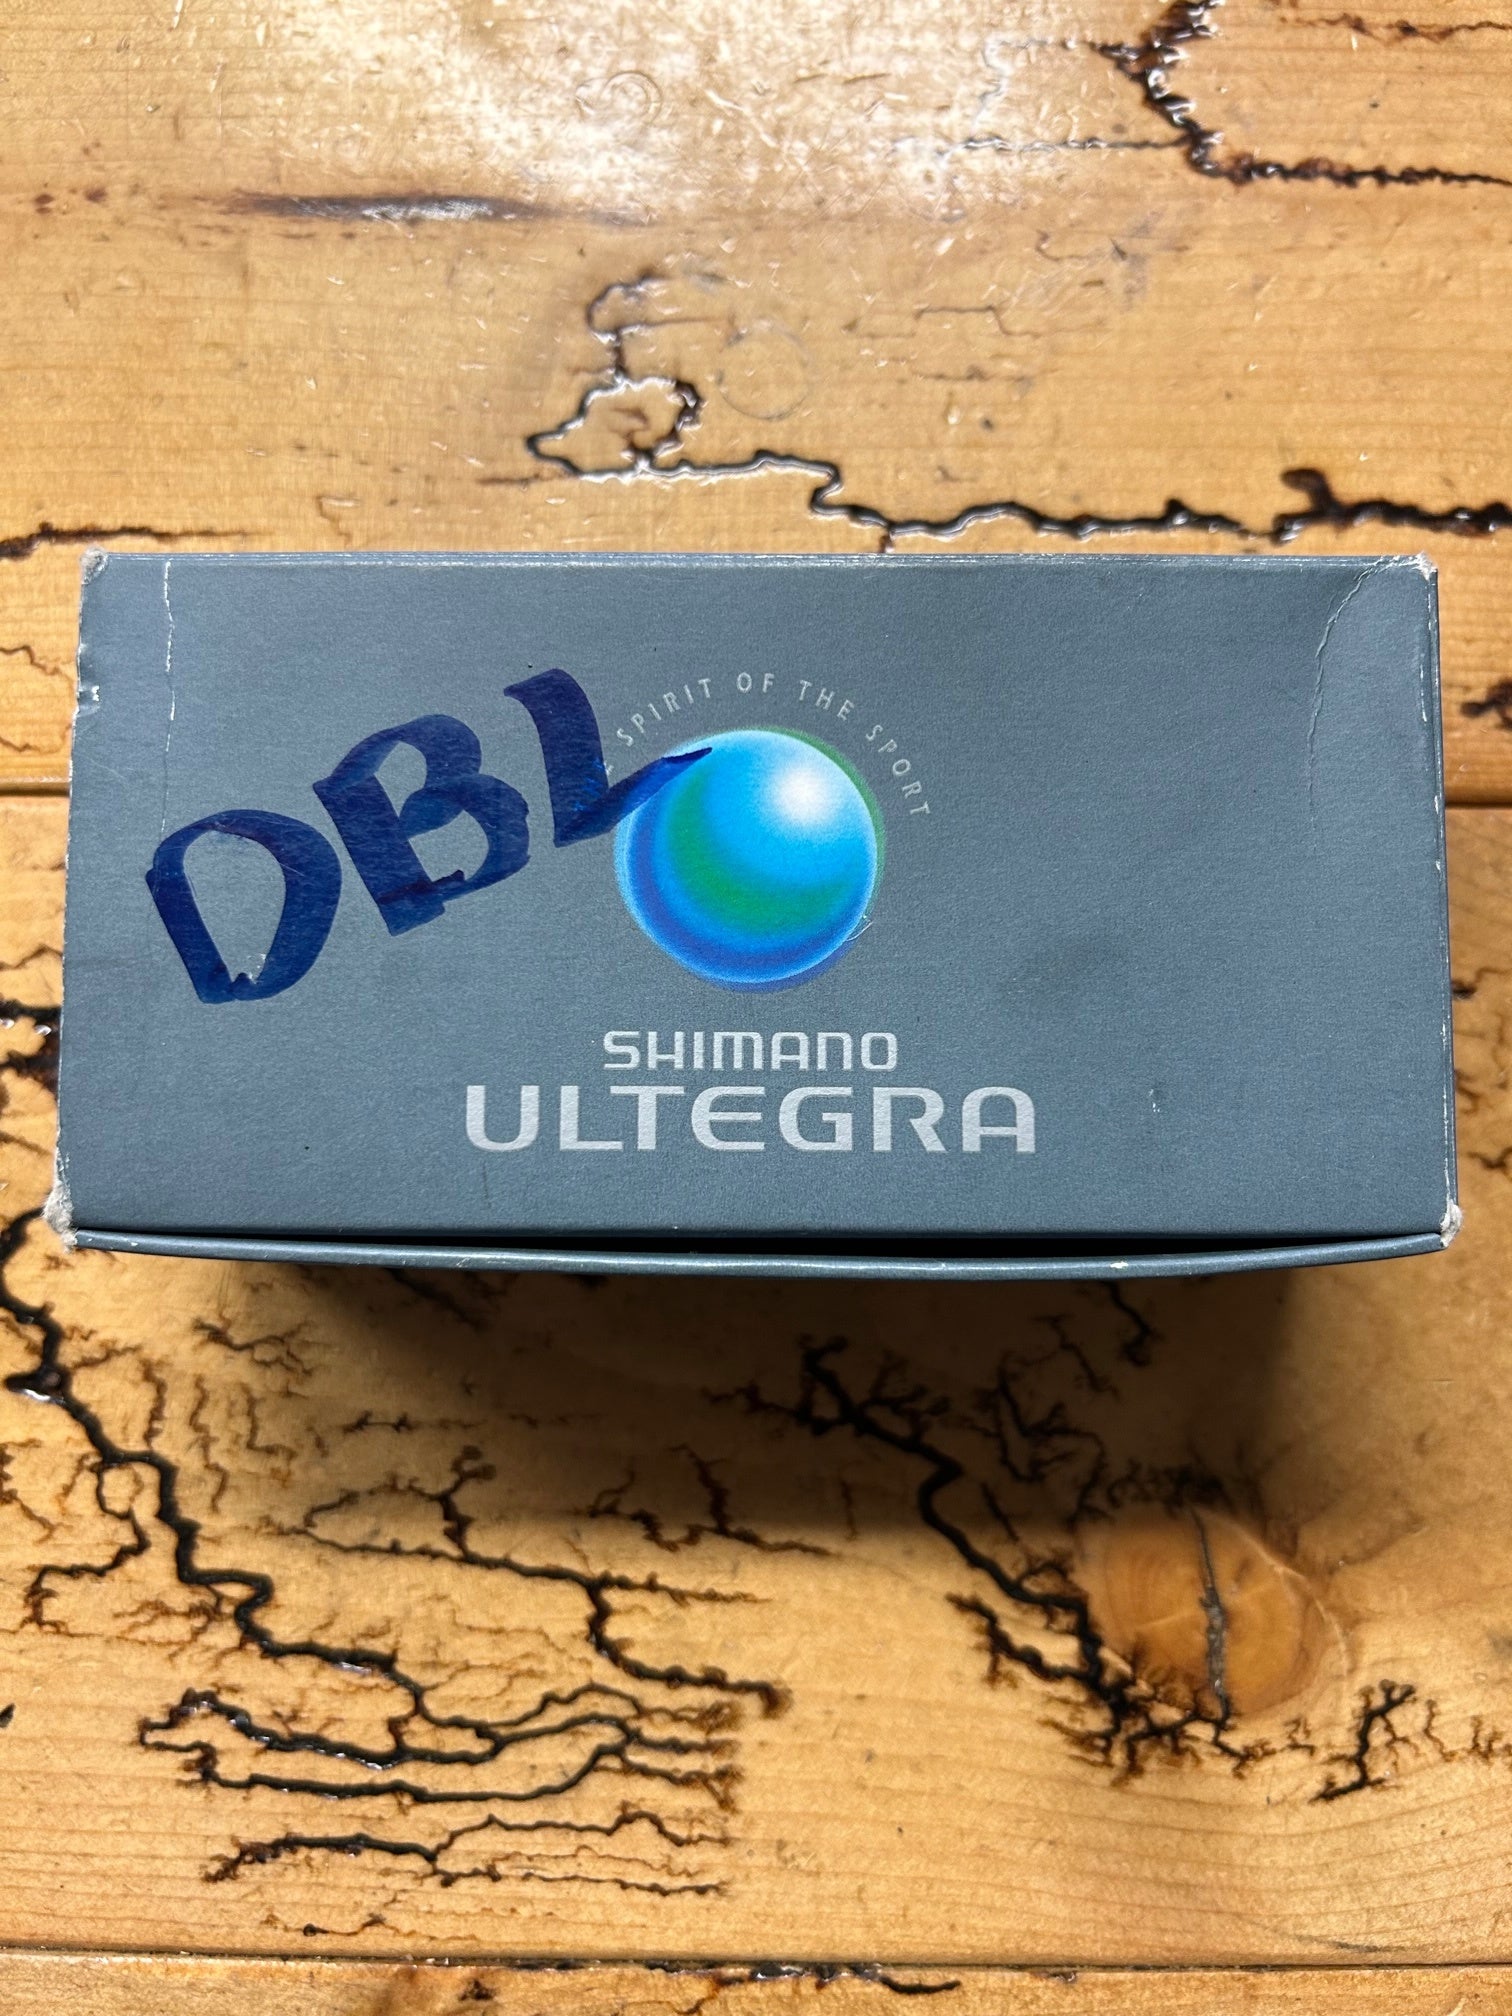 DBL
SPIRIT OF THE SPORT
SHIMANO
ULTEGRA